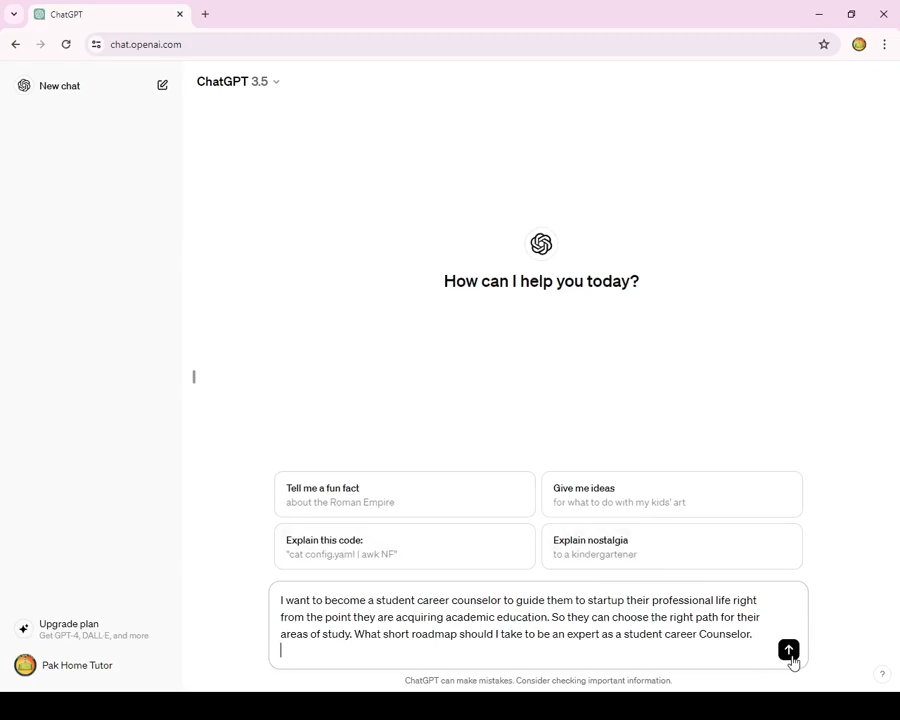 ChatGPT
chat.openai.com
New chat
ChatGPT 3.5
How can I help you today?
Tell me a fun fact
about the Roman Empire
Give me ideas
for what to do with my kids' art
Explain this code:
"cat config.yaml | awk NF"
Explain nostalgia
to a kindergartener
I want to become a student career counselor to guide them to startup their professional life right
from the point they are acquiring academic education. So they can choose the right path for their
areas of study. What short roadmap should I take to be an expert as a student career Counselor.
Upgrade plan
Get GPT-4, DALL·E, and more
Pak Home Tutor
ChatGPT can make mistakes. Consider checking important information.
?